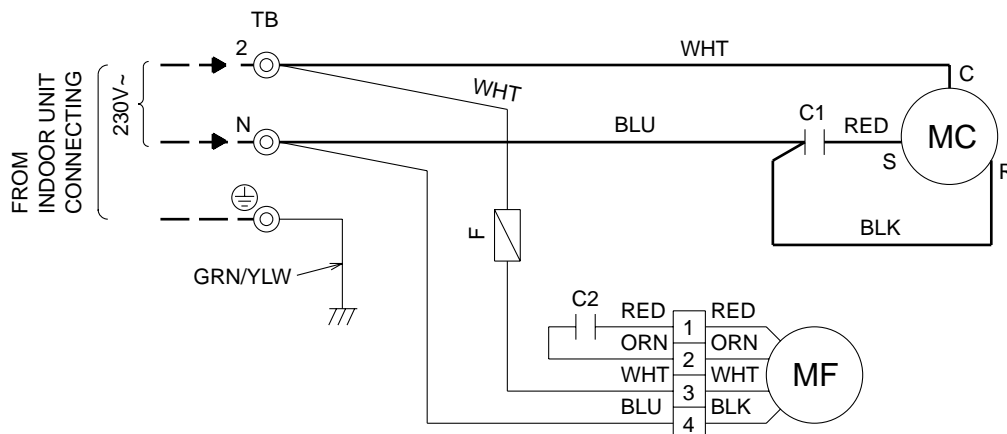 TB
2
WHT
C
FROM
INDOOR UNIT
CONNECTING
230V~
WHT
N
BLU
C1
RED
MC
S
R
BLK
F
GRN/YLW
C2
RED 1 RED
ORN 2 ORN
WHT 3 WHT
BLU 4 BLK
MF